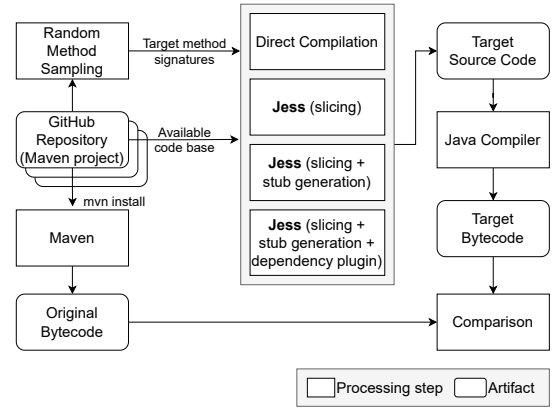 Random
Method
Sampling
Target method
signatures
GitHub
Repository
(Maven project)
Available
code base
mvn install
Maven
Original
Bytecode
Direct Compilation
Jess (slicing)
Jess (slicing +
stub generation)
Jess (slicing +
stub generation +
dependency plugin)
Target
Source Code
Java Compiler
Target
Bytecode
Comparison
Processing step
Artifact